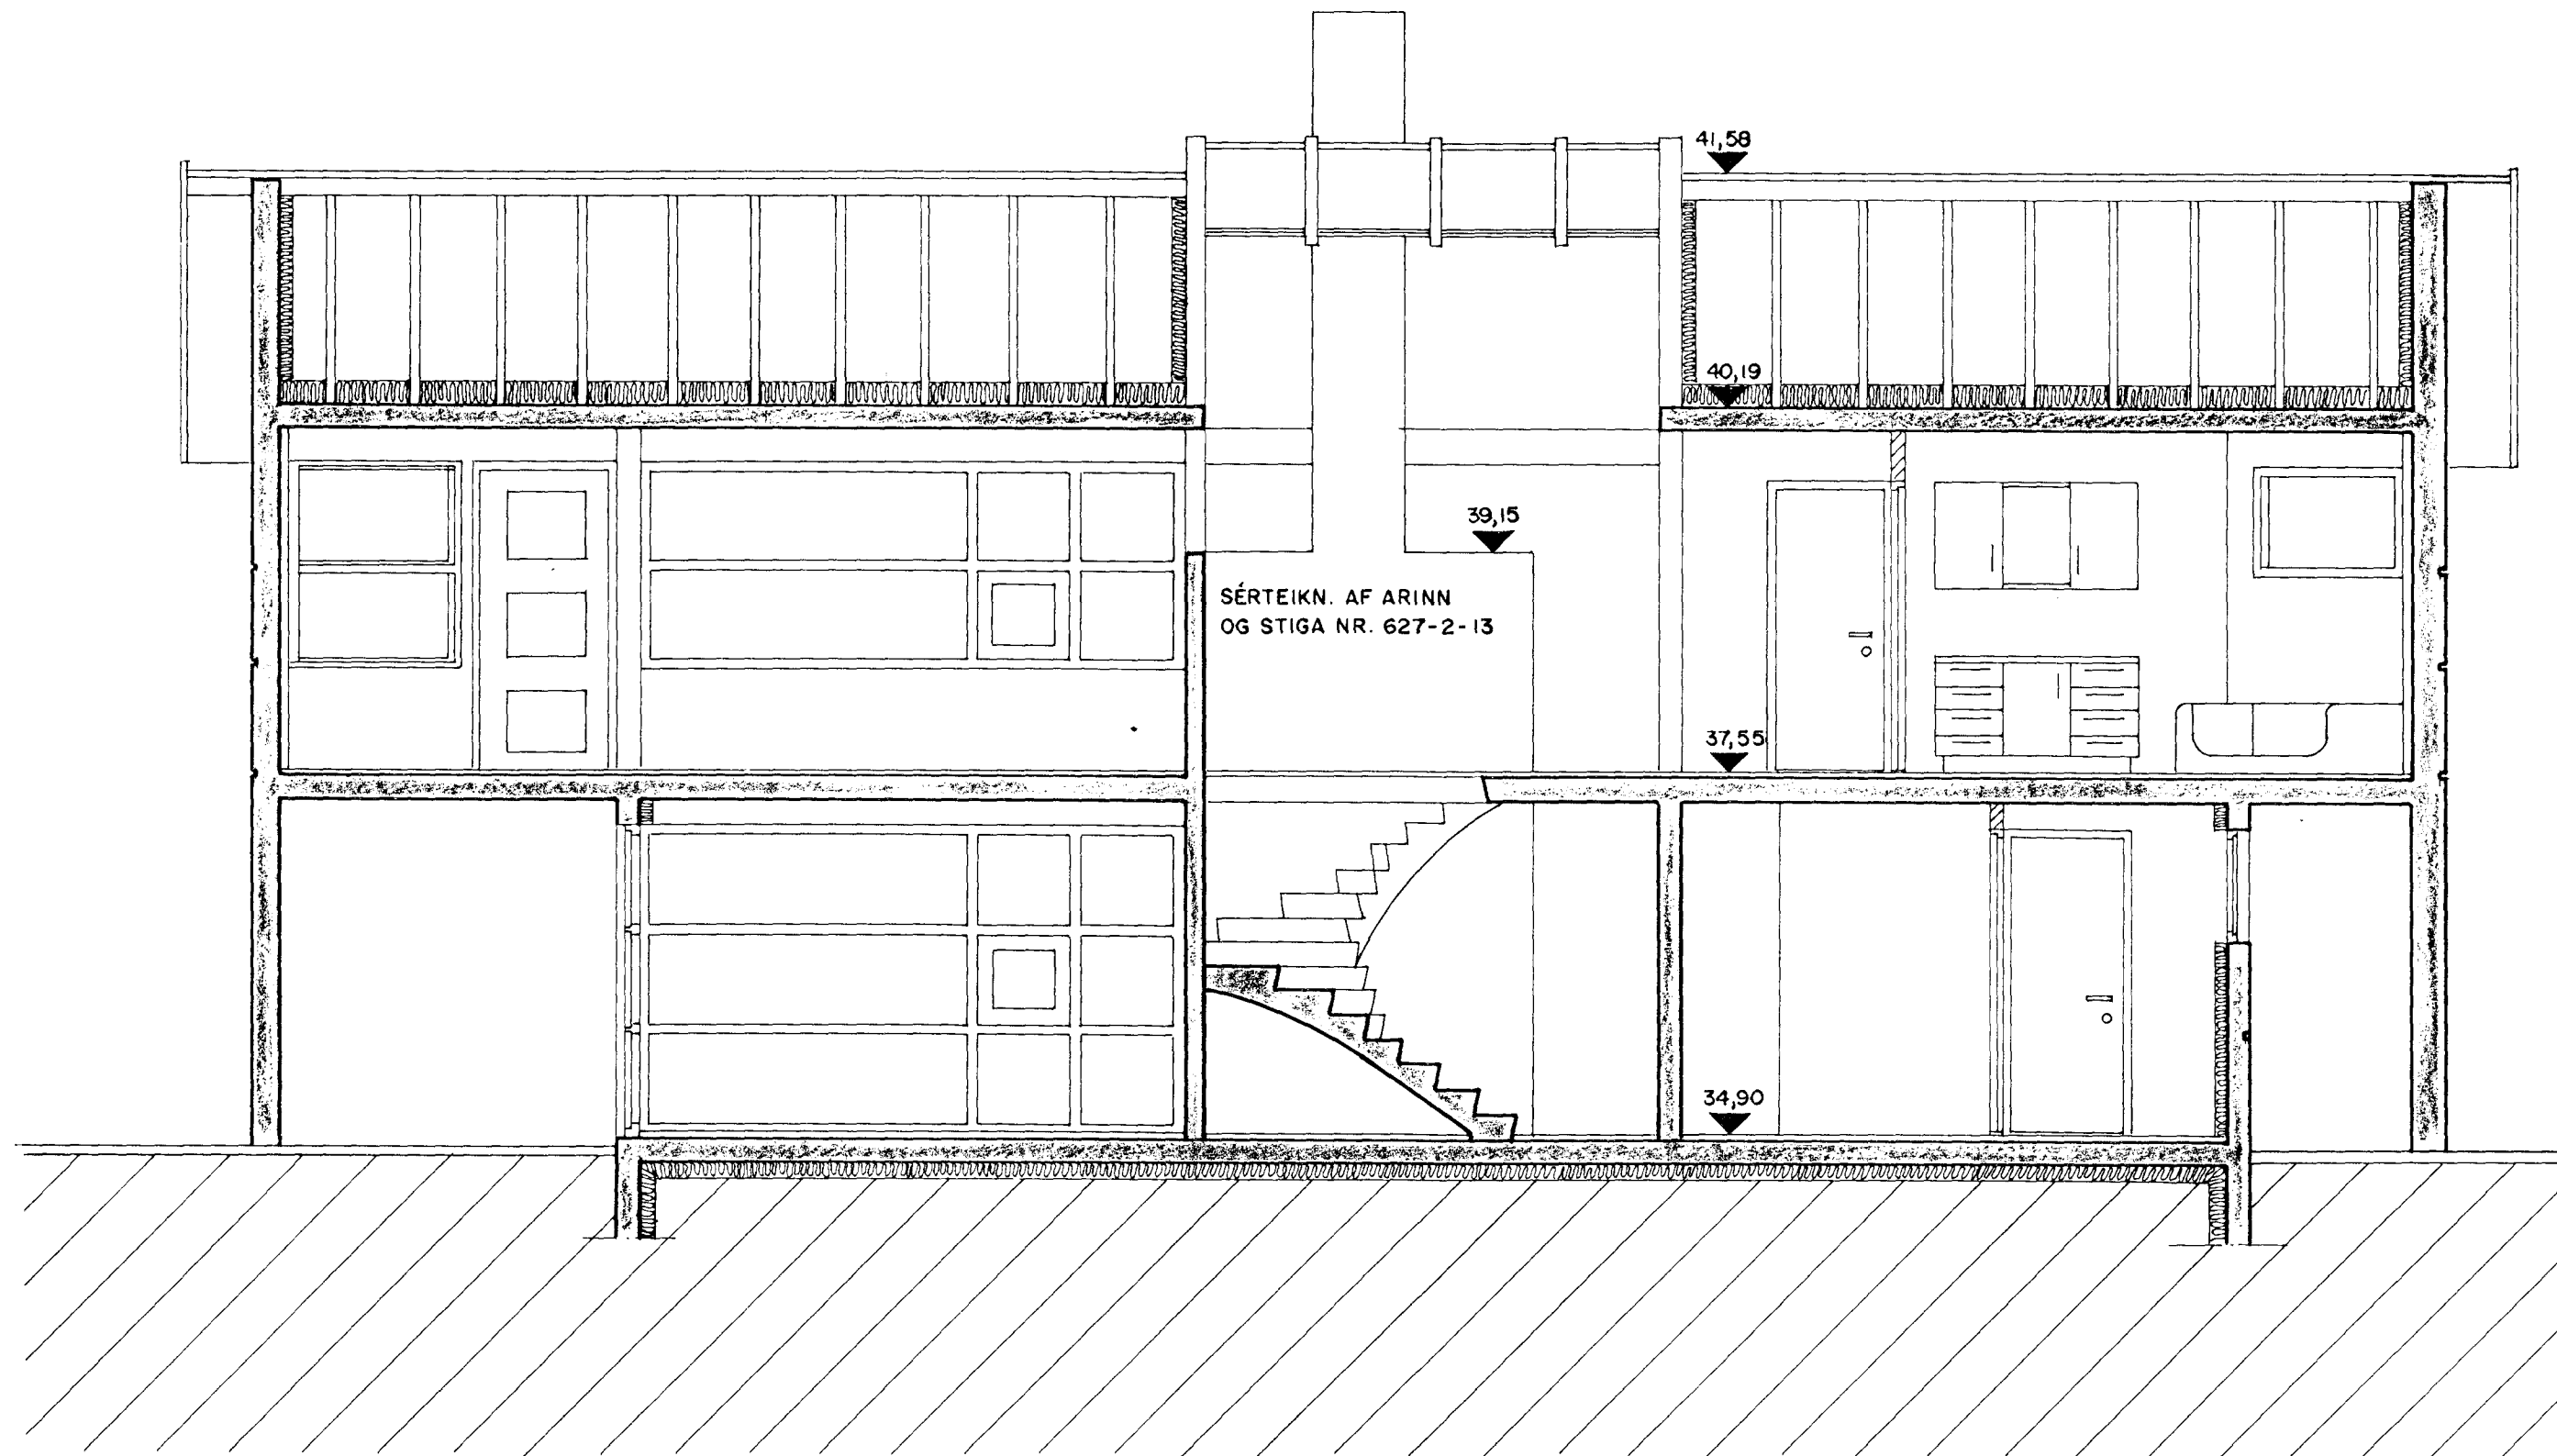 41,58
40,19
39,15
SÉRTEIKN. AF ARINN
OG STIGA NR. 627-2-13
37,55
34,90